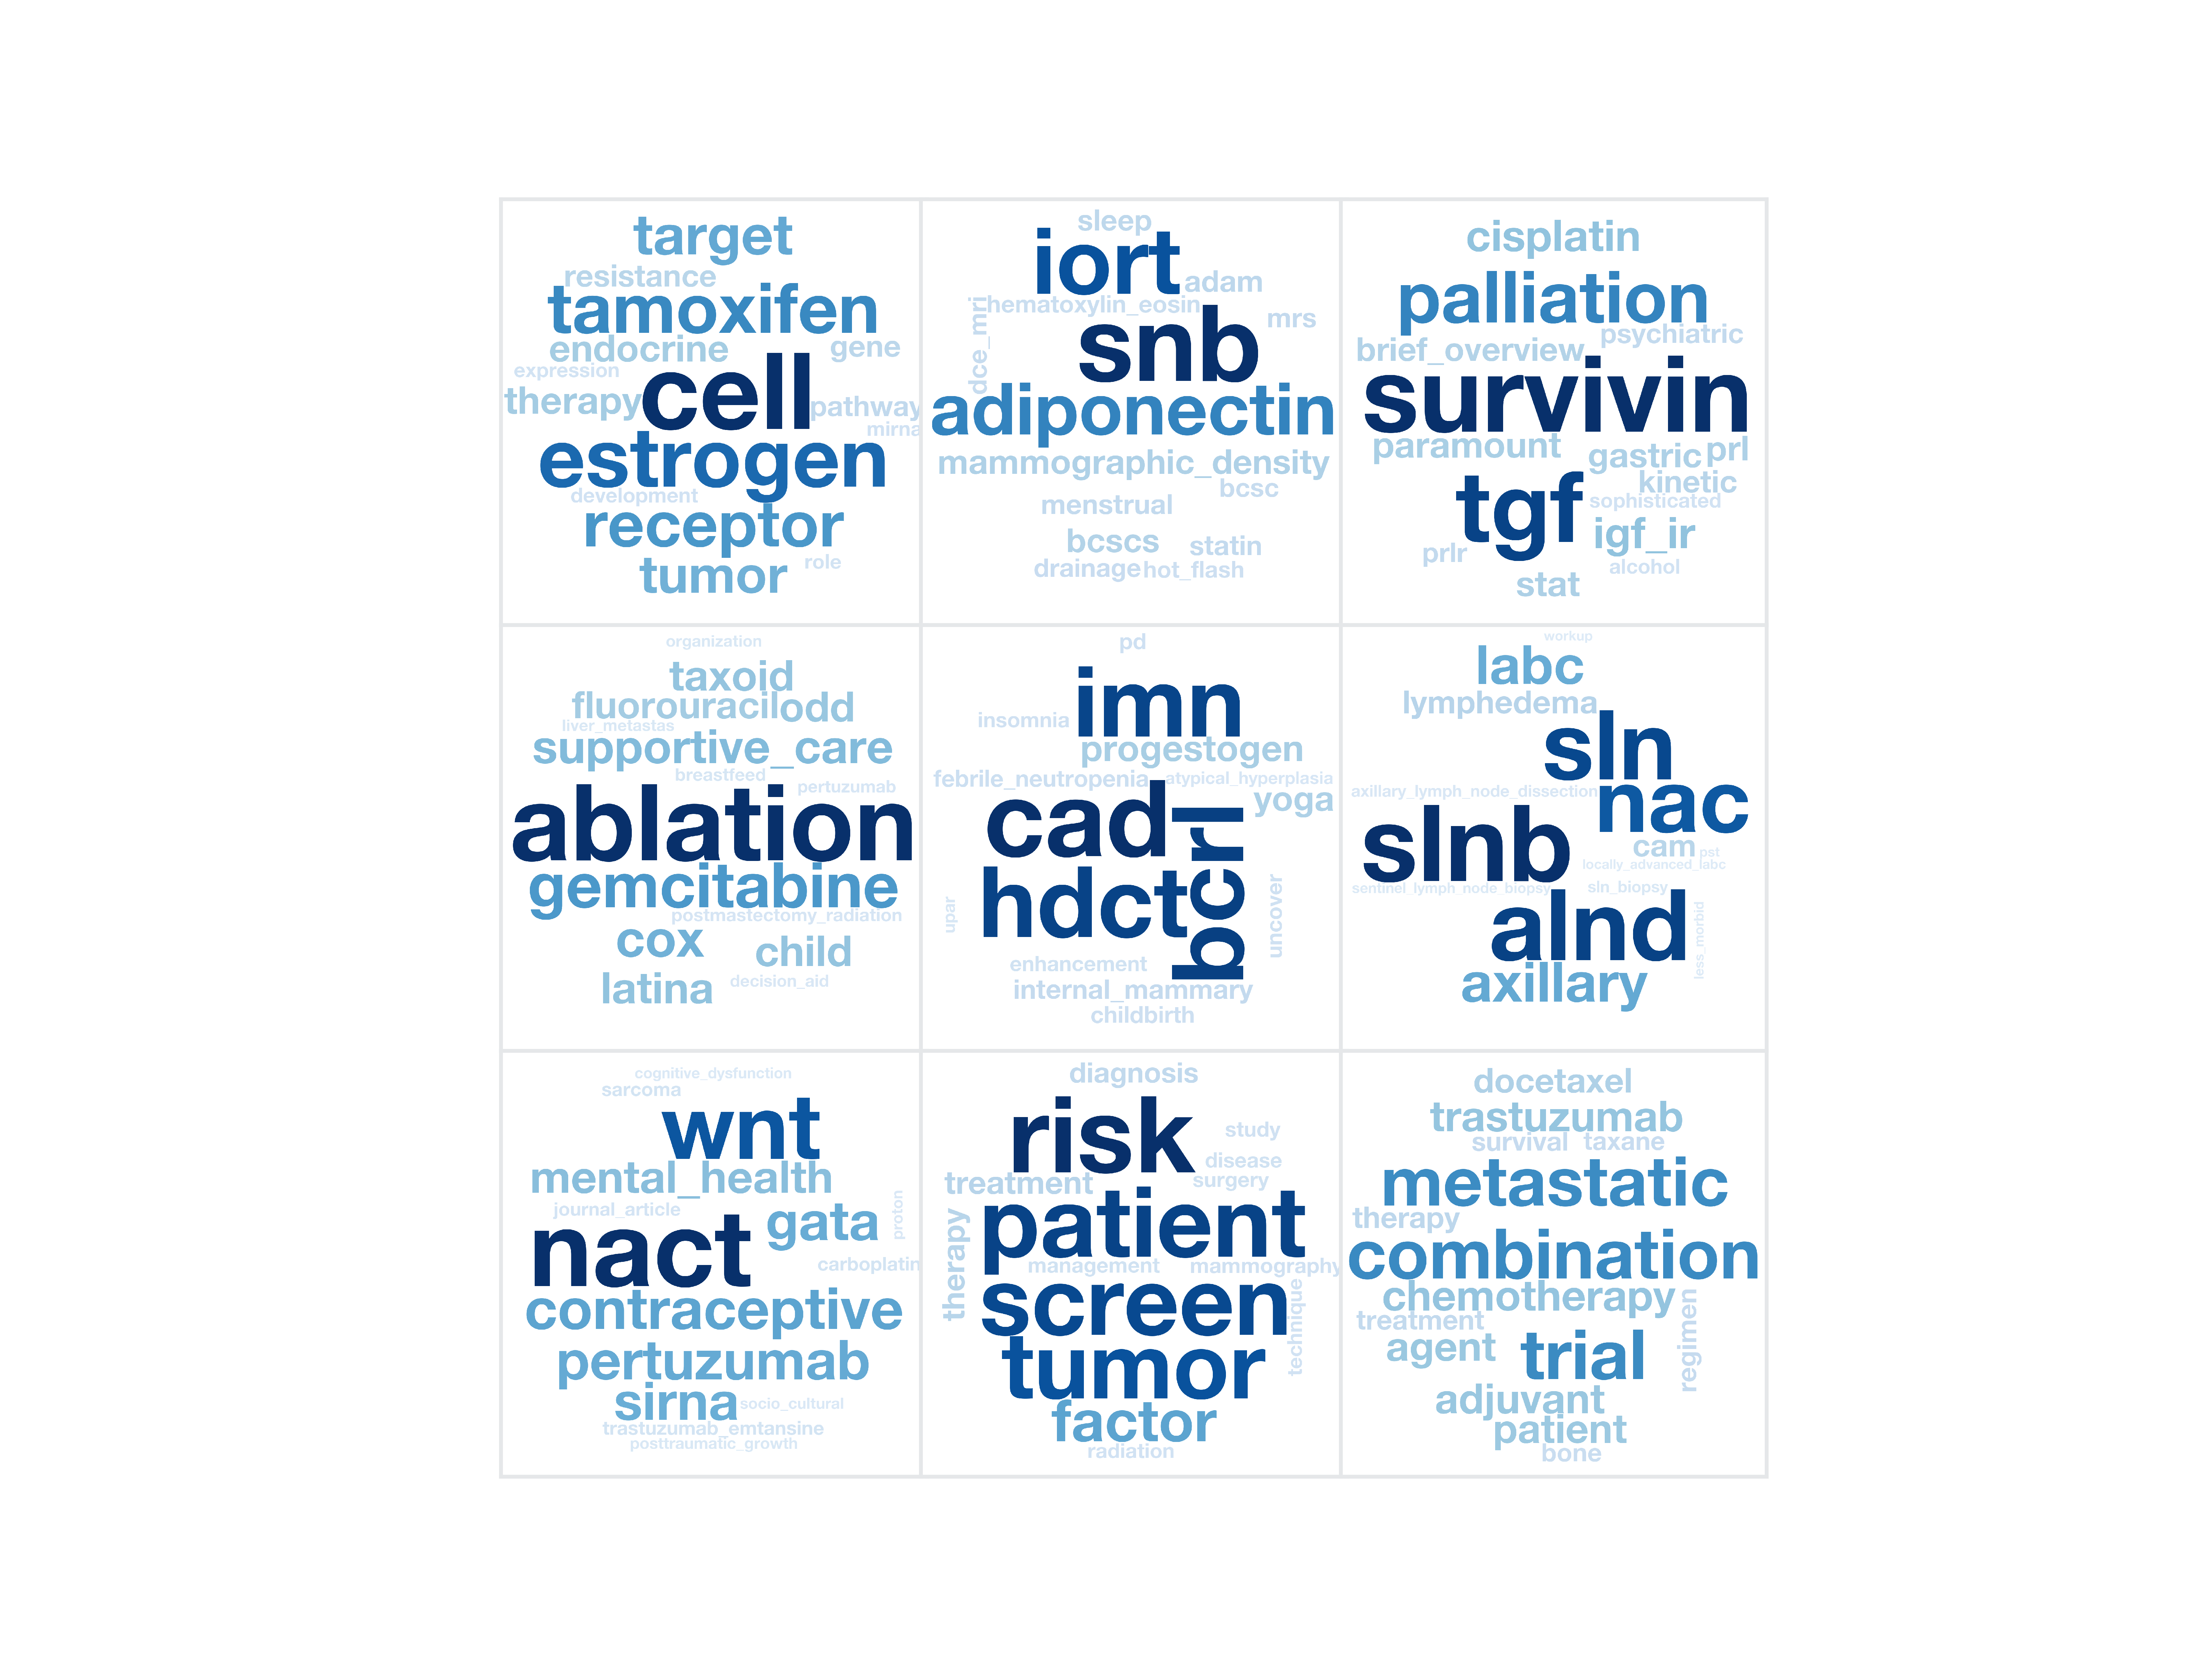 target
resistance
tamoxifen
endocrine
gene
expression
cell
therapy
pathway
mirna
estrogen
development
receptor
role
tumor
sleep
iort
adam
hematoxylin_eosin
mrs
dce_mri
snb
adiponectin
mammographic_density
bcsc
menstrual
bcscs
statin
drainage
hot_flash
cisplatin
palliation
psychiatric
brief_overview
survivin
paramount
gastric
prl
kinetic
tgf
sophisticated
igf_ir
prlr
alcohol
stat
organization
taxoid
fluorouracil
odd
liver_metastas
supportive_care
breastfeed
pertuzumab
ablation
gemcitabine
postmastectomy_radiation
cox
child
latina
decision_aid
pd
imn
insomnia
progestogen
febrile_neutropenia
atypical_hyperplasia
yoga
cad
bcrl
hdct
upar
uncover
enhancement
internal_mammary
childbirth
workup
labc
lymphedema
sln
axillary_lymph_node_dissection
nac
slnb
cam
pst
locally_advanced_labc
sentinel_lymph_node_biopsy
sln_biopsy
alnd
less_morbid
axillary
cognitive_dysfunction
sarcoma
wnt
mental_health
journal_article
gata
proton
nact
carboplatin
contraceptive
pertuzumab
sirna
socio_cultural
trastuzumab_emtansine
posttraumatic_growth
diagnosis
risk
study
disease
treatment
surgery
patient
therapy
management
mammography
screen
technique
tumor
factor
radiation
docetaxel
trastuzumab
survival
taxane
metastatic
therapy
combination
chemotherapy
treatment
regimen
agent
trial
adjuvant
patient
bone